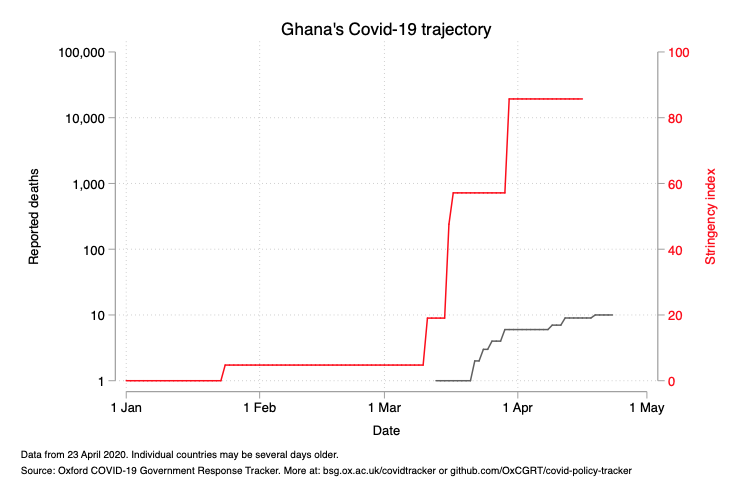 Ghana's Covid-19 trajectory
100,000
10,000
1,000
100
10
1
Reported deaths
100
80
60
40
20
0
Stringency index
1 Jan
1 Feb
1 Mar
1 Apr
1 May
Date
Data from 23 April 2020. Individual countries may be several days older.
Source: Oxford COVID-19 Government Response Tracker. More at: bsg.ox.ac.uk/covidtracker or github.com/OxCGRT/covid-policy-tracker